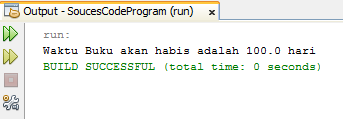 Output - SoucesCodeProgram (run) ×
run:
Waktu Buku akan habis adalah 100.0 hari
BUILD SUCCESSFUL (total time: 0 seconds)